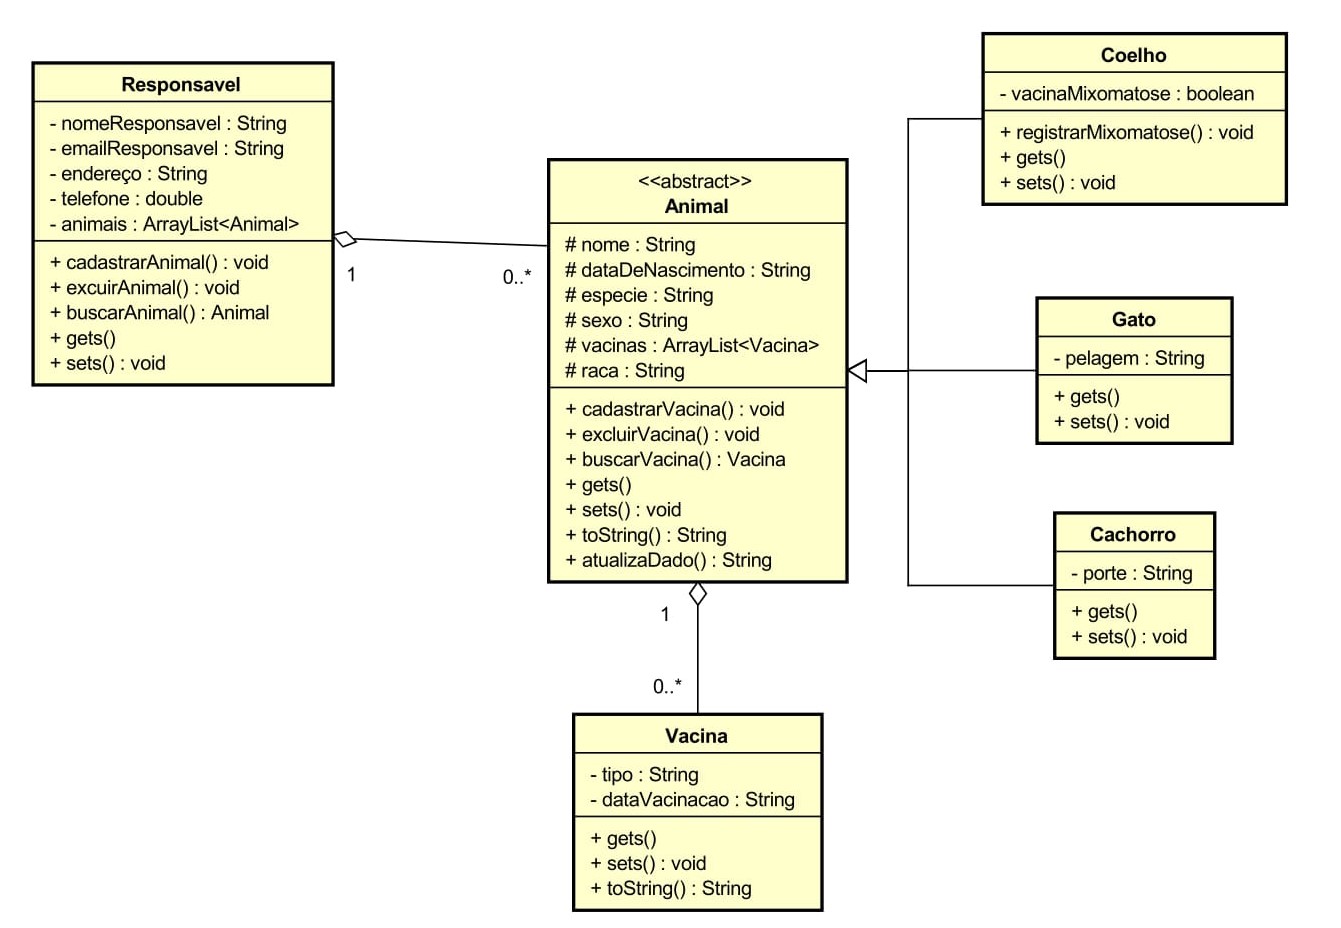 Responsavel
- nomeResponsavel : String
- emailResponsavel : String
- endereço : String
- telefone : double
- animais : ArrayList<Animal>
+ cadastrarAnimal() : void
+ excuirAnimal() : void
+ buscarAnimal() : Animal
+ gets()
+ sets() : void
1
0..*
<<abstract>>
Animal
# nome : String
# dataDeNascimento : String
# especie : String
# sexo : String
# vacinas : ArrayList<Vacina>
# raca : String
+ cadastrarVacina() : void
+ excluirVacina() : void
+ buscarVacina() : Vacina
+ gets()
+ sets() : void
+ toString() : String
+ atualizaDado() : String
1
0..*
Vacina
- tipo : String
- dataVacinacao : String
+ gets()
+ sets() : void
+ toString() : String
Coelho
- vacinaMixomatose : boolean
+ registrarMixomatose() : void
+ gets()
+ sets() : void
Gato
- pelagem : String
+ gets()
+ sets() : void
Cachorro
- porte : String
+ gets()
+ sets() : void